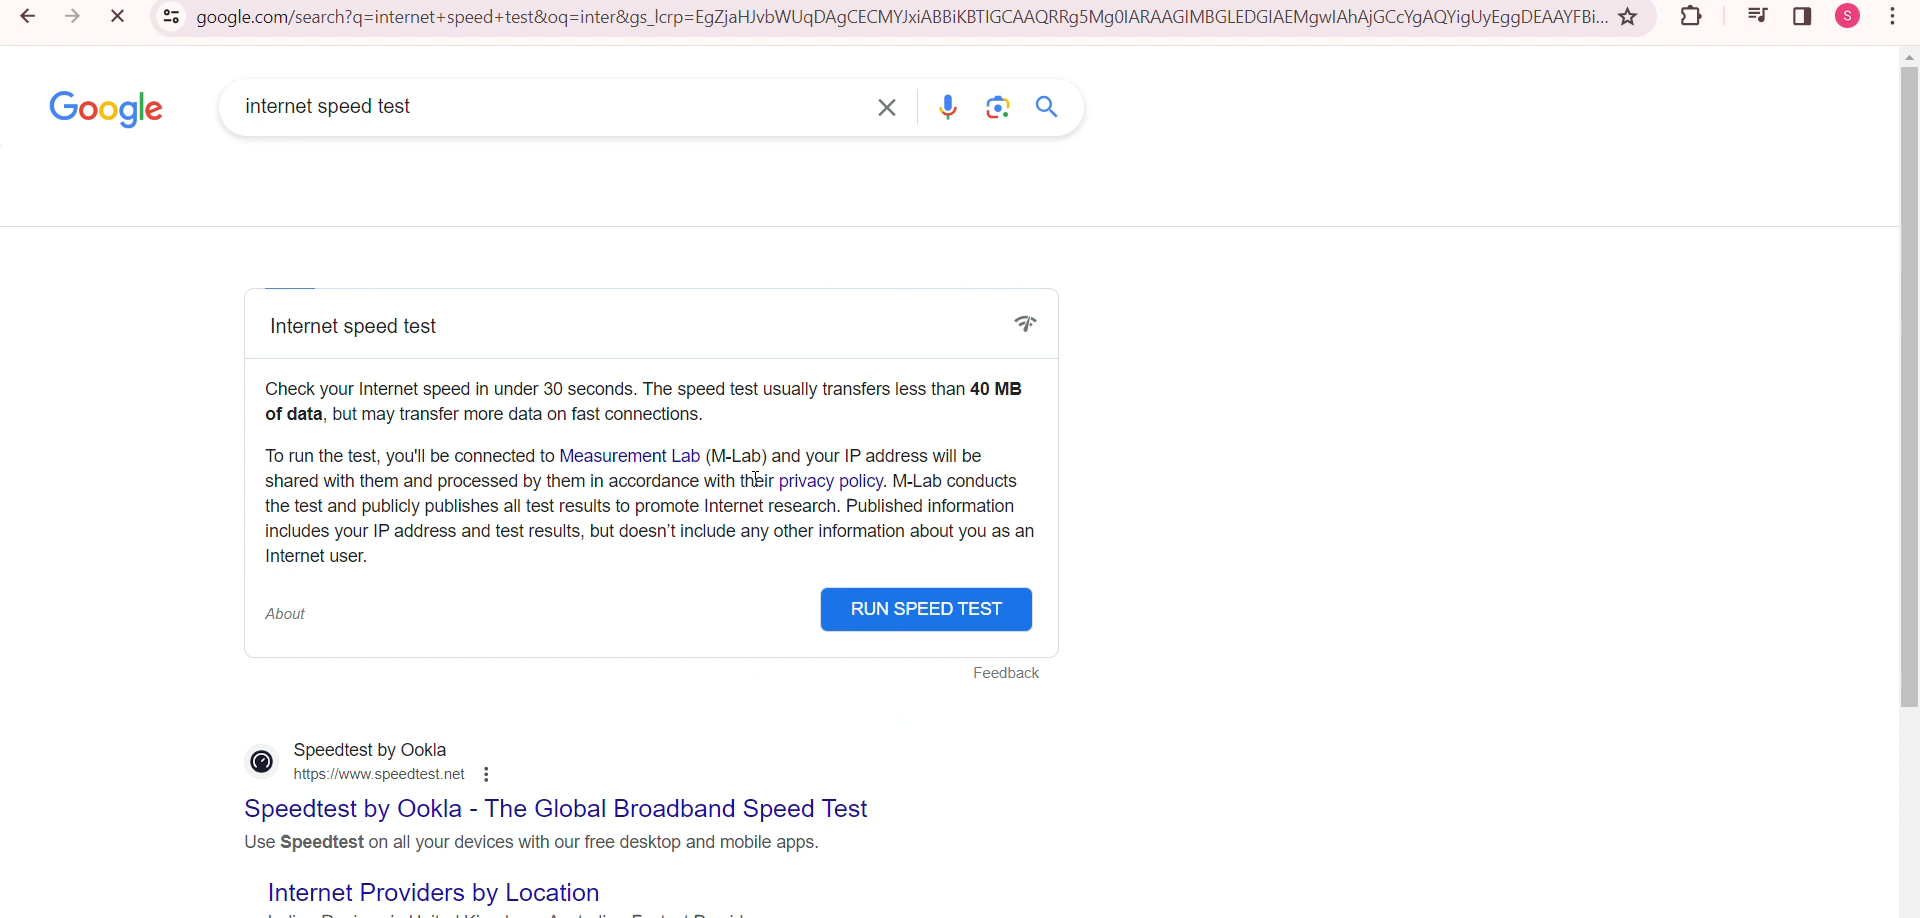 google.com/search?q=internet+speed+test&oq=inter&gs_lcrp=EgZjaHJvbWUqDAgCECMYJxiABBiKBTIGCAAQRRg5Mg0IARAAGIMBGLEDGIAEMgwIAhAjGCcYgAQYigUyEggDEAAYFBi...
S
Google
internet speed test
Internet speed test
Check your Internet speed in under 30 seconds. The speed test usually transfers less than 40 MB
of data, but may transfer more data on fast connections.
To run the test, you'll be connected to Measurement Lab (M-Lab) and your IP address will be
shared with them and processed by them in accordance with their privacy policy. M-Lab conducts
the test and publicly publishes all test results to promote Internet research. Published information
includes your IP address and test results, but doesn't include any other information about you as an
Internet user.
About
RUN SPEED TEST
Feedback
Speedtest by Ookla
https://www.speedtest.net
Speedtest by Ookla - The Global Broadband Speed Test
Use Speedtest on all your devices with our free desktop and mobile apps.
Internet Providers by Location